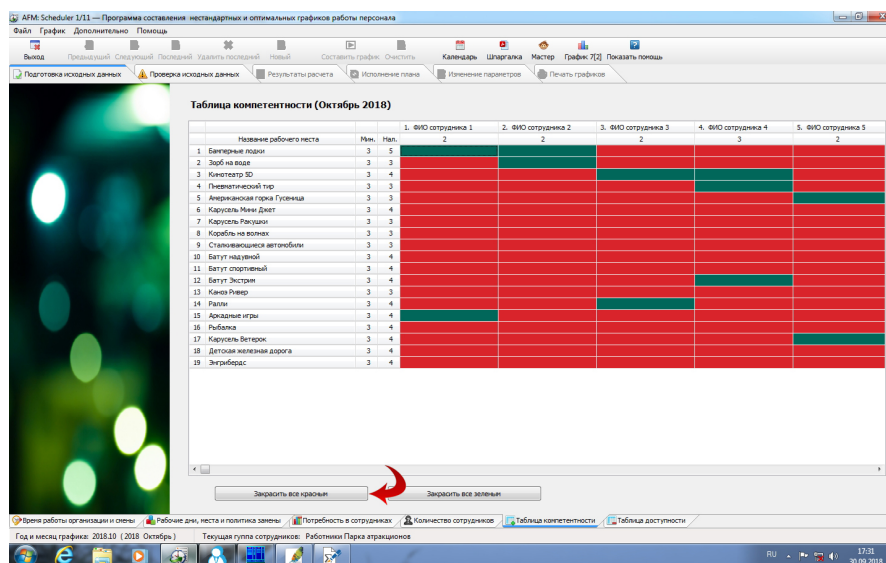 AFM: Scheduler 1/11 — Программа составления нестандартных и оптимальных графиков работы персонала
Файл График Дополнительно Помощь
Выход Предыдущий Следующий Последний Удалить последний Новый Составить график Очистить Календарь Шпаргалка Мастер График 7[2] Показать помощь
Подготовка исходных данных Проверка исходных данных Результаты расчета Исполнение плана Изменение параметров Печать графиков
Таблица компетентности (Октябрь 2018)
1. ФИО сотрудника 1 2. ФИО сотрудника 2 3. ФИО сотрудника 3 4. ФИО сотрудника 4 5. ФИО сотрудника 5
Название рабочего места Мин. Нал. 2 2 2 3 2
1 Бамперные лодки 3 5
2 Зорб на воде 3 3
3 Кинотеатр 5D 3 4
4 Пневматический тир 3 3
5 Американская горка Гусеница 3 3
6 Карусель Мини Джет 3 4
7 Карусель Ракушки 3 3
8 Корабль на волнах 3 3
9 Сталкивающиеся автомобили 3 3
10 Батут надувной 3 4
11 Батут спортивный 3 4
12 Батут Экстрим 3 4
13 Каноэ Ривер 3 3
14 Ралли 3 4
15 Аркадные игры 3 4
16 Рыбалка 3 4
17 Карусель Ветерок 3 4
18 Детская железная дорога 3 4
19 Энгрибердс 3 4
Закрасить все красным Закрасить все зеленым
Время работы организации и смены Рабочие дни, места и политика замены Потребность в сотрудниках Количество сотрудников Таблица компетентности Таблица доступности
Год и месяц графика: 2018.10 ( 2018 Октябрь ) Текущая группа сотрудников: Работники Парка атракционов
RU 17:31
30.09.2018